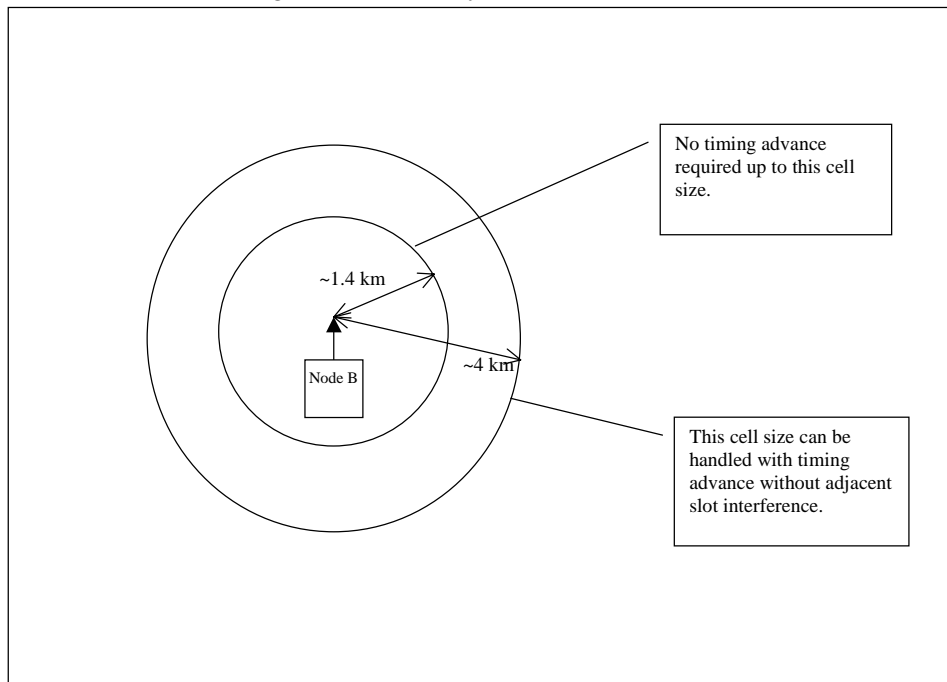 No timing advance
required up to this cell
size.
~1.4 km
Node B
~4 km
This cell size can be
handled with timing
advance without adjacent
slot interference.